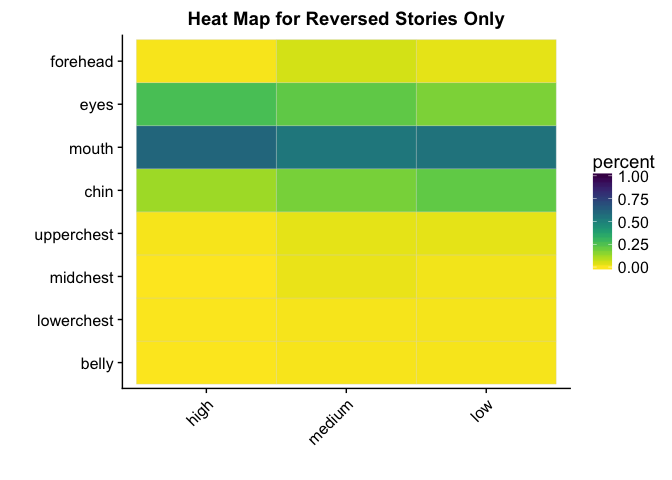 Heat Map for Reversed Stories Only
forehead
eyes
mouth
chin
upperchest
midchest
lowerchest
belly
high
medium
low
percent
1.00
0.75
0.50
0.25
0.00